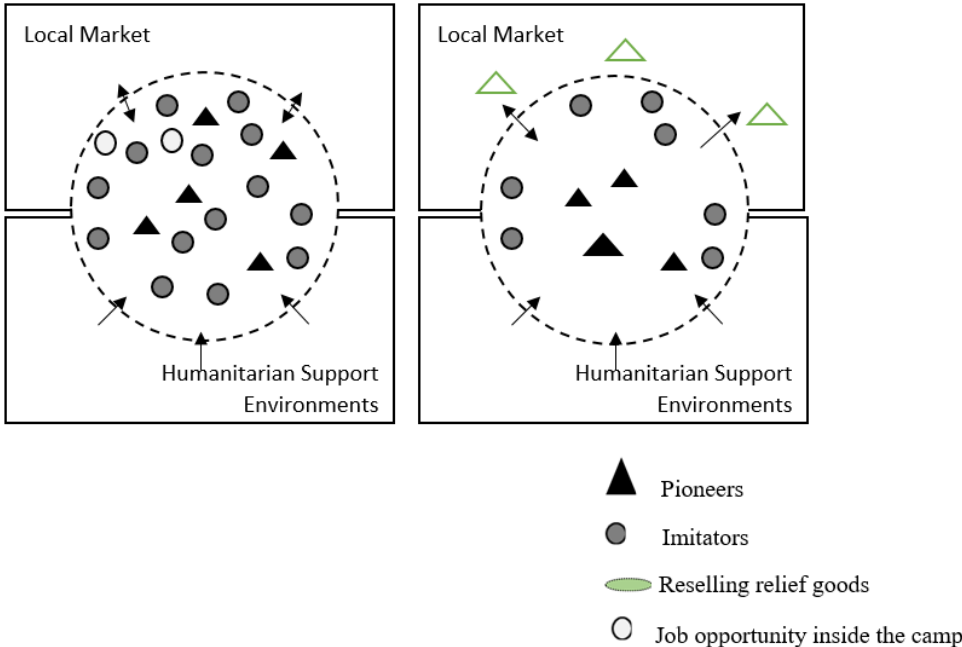 Local Market
Local Market
Humanitarian Support
Environments
Humanitarian Support
Environments
Pioneers
Imitators
Reselling relief goods
Job opportunity inside the camp